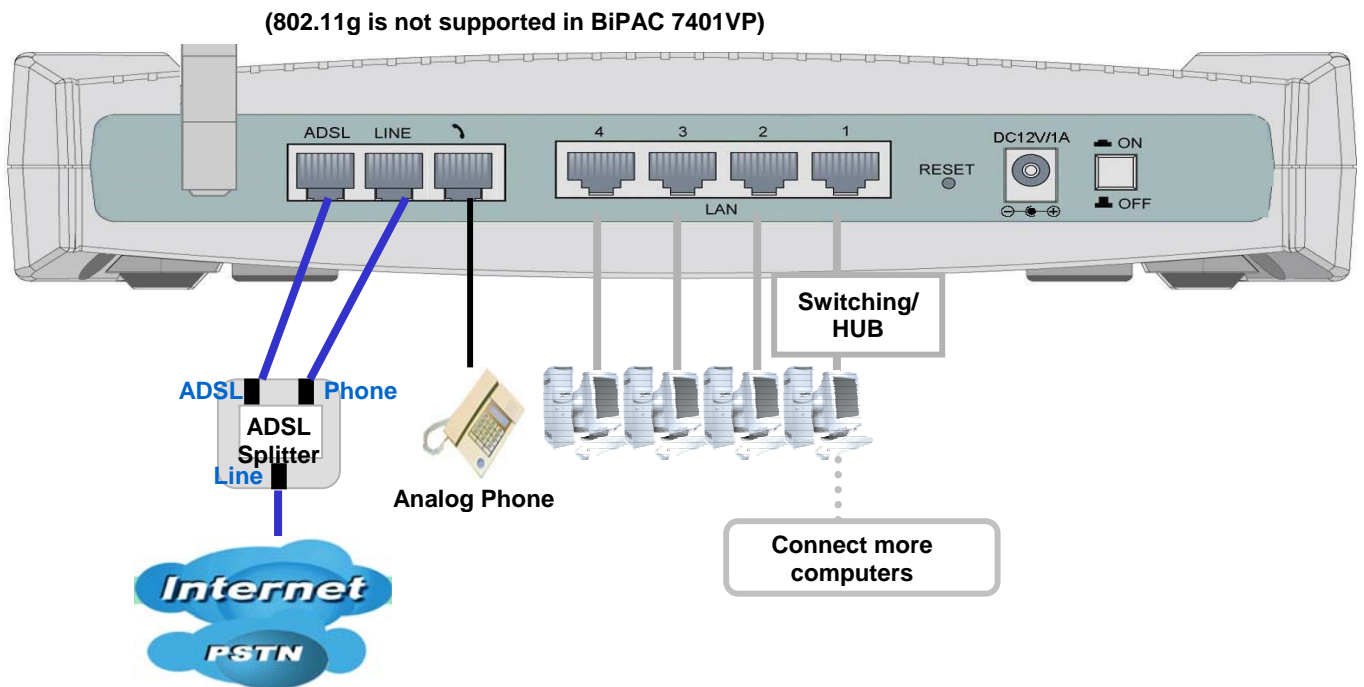 (802.11g is not supported in BiPAC 7401VP)
ADSL LINE
4 3 2 1
LAN
RESET
DC12V/1A
ON
OFF
Switching/
HUB
ADSL Phone
ADSL
Splitter
Line
Analog Phone
Internet
PSTN
Connect more
computers